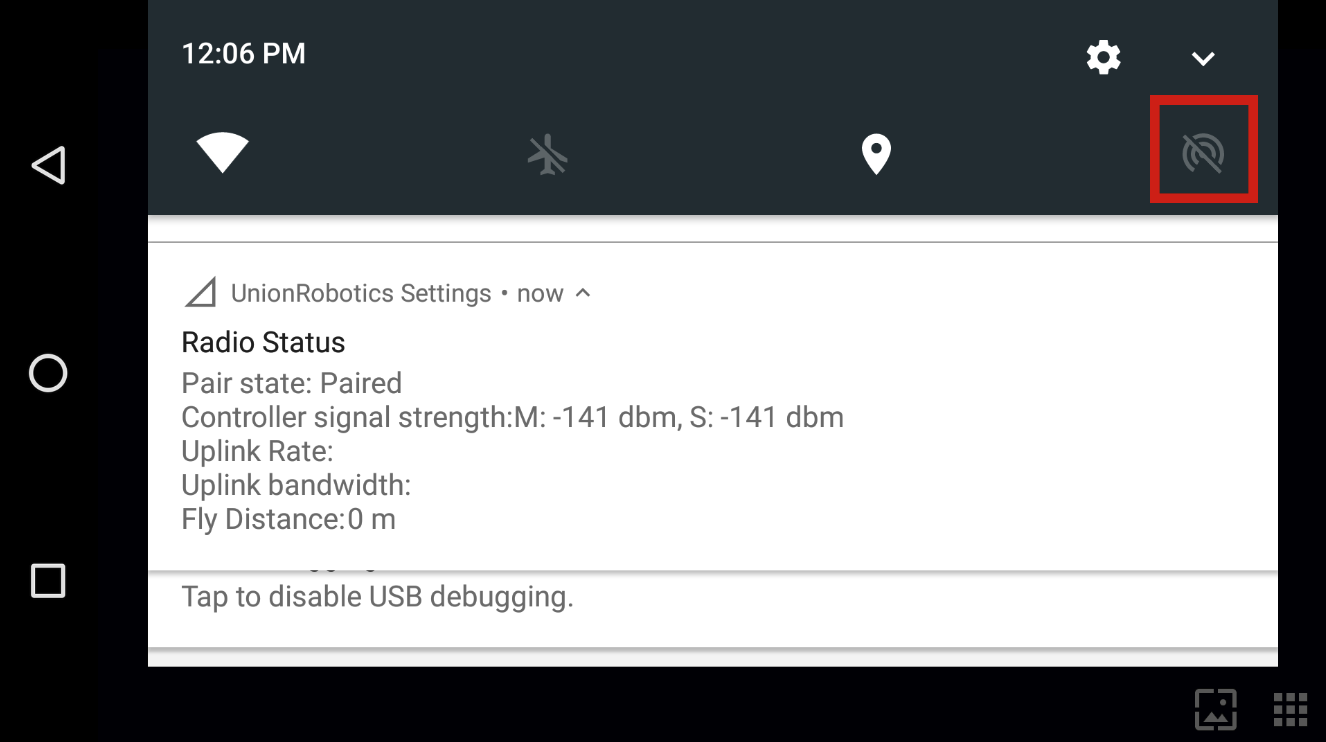 12:06 PM
UnionRobotics Settings • now
Radio Status
Pair state: Paired
Controller signal strength:M: -141 dbm, S: -141 dbm
Uplink Rate:
Uplink bandwidth:
Fly Distance:0 m
Tap to disable USB debugging.